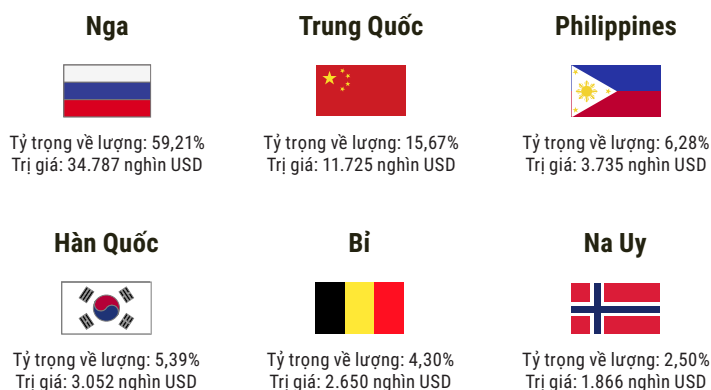 Nga
Trung Quốc
Philippines
Tỷ trọng về lượng: 59,21%
Trị giá: 34.787 nghìn USD
Tỷ trọng về lượng: 15,67%
Trị giá: 11.725 nghìn USD
Tỷ trọng về lượng: 6,28%
Trị giá: 3.735 nghìn USD
Hàn Quốc
Bỉ
Na Uy
Tỷ trọng về lượng: 5,39%
Trị giá: 3.052 nghìn USD
Tỷ trọng về lượng: 4,30%
Trị giá: 2.650 nghìn USD
Tỷ trọng về lượng: 2,50%
Trị giá: 1.866 nghìn USD